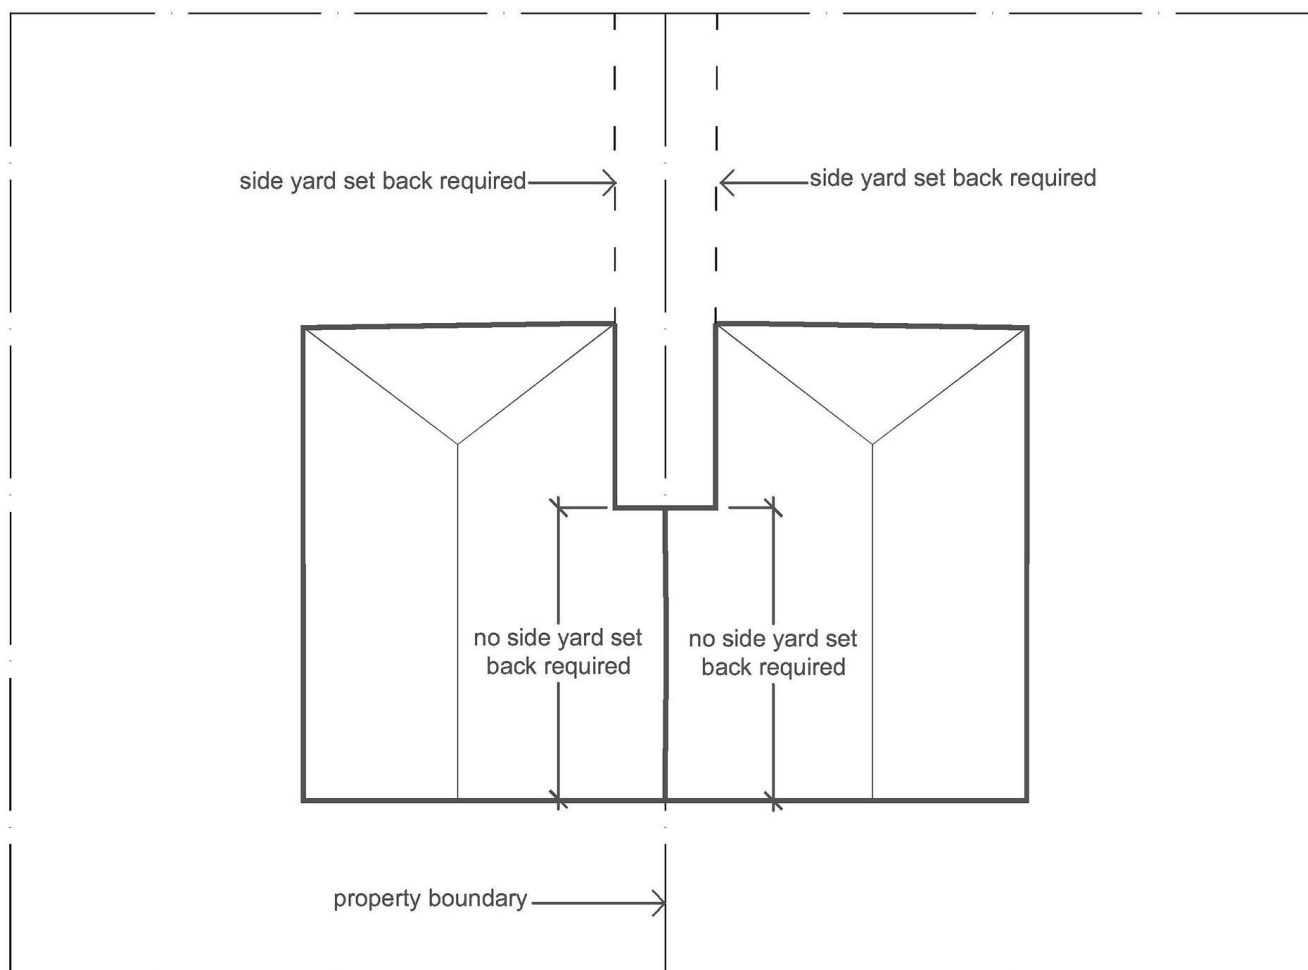 side yard set back required
side yard set back required
no side yard set
back required
no side yard set
back required
property boundary